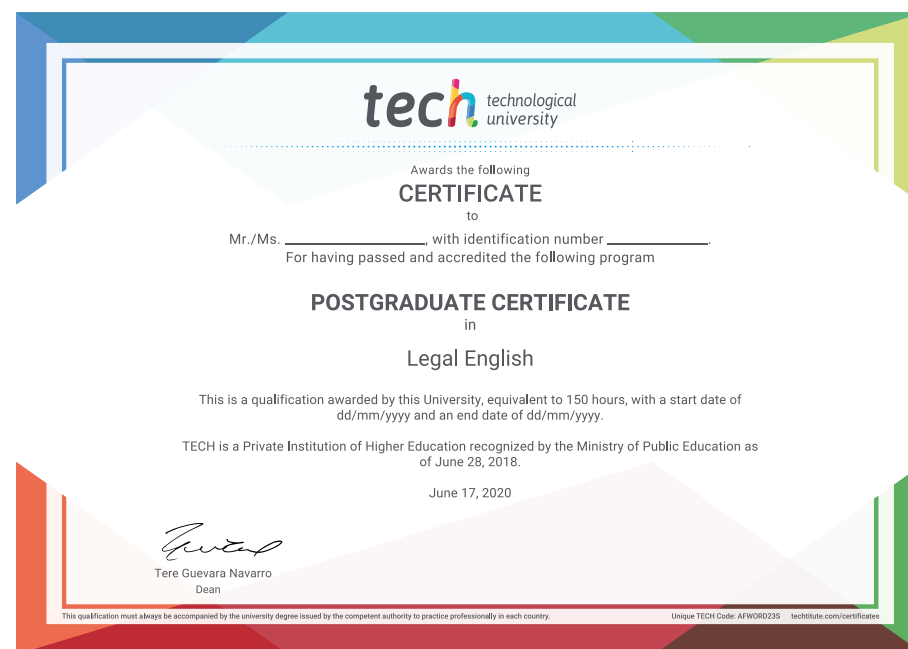 tech technological
university
Awards the following
CERTIFICATE
to
Mr./Ms. ____________________, with identification number ______________.
For having passed and accredited the following program
POSTGRADUATE CERTIFICATE
in
Legal English
This is a qualification awarded by this University, equivalent to 150 hours, with a start date of
dd/mm/yyyy and an end date of dd/mm/yyyy.
TECH is a Private Institution of Higher Education recognized by the Ministry of Public Education as
of June 28, 2018.
June 17, 2020
Tere Guevara Navarro
Dean
This qualification must always be accompanied by the university degree issued by the competent authority to practice professionally in each country. Unique TECH Code: AFWORD23S techtitute.com/certificates